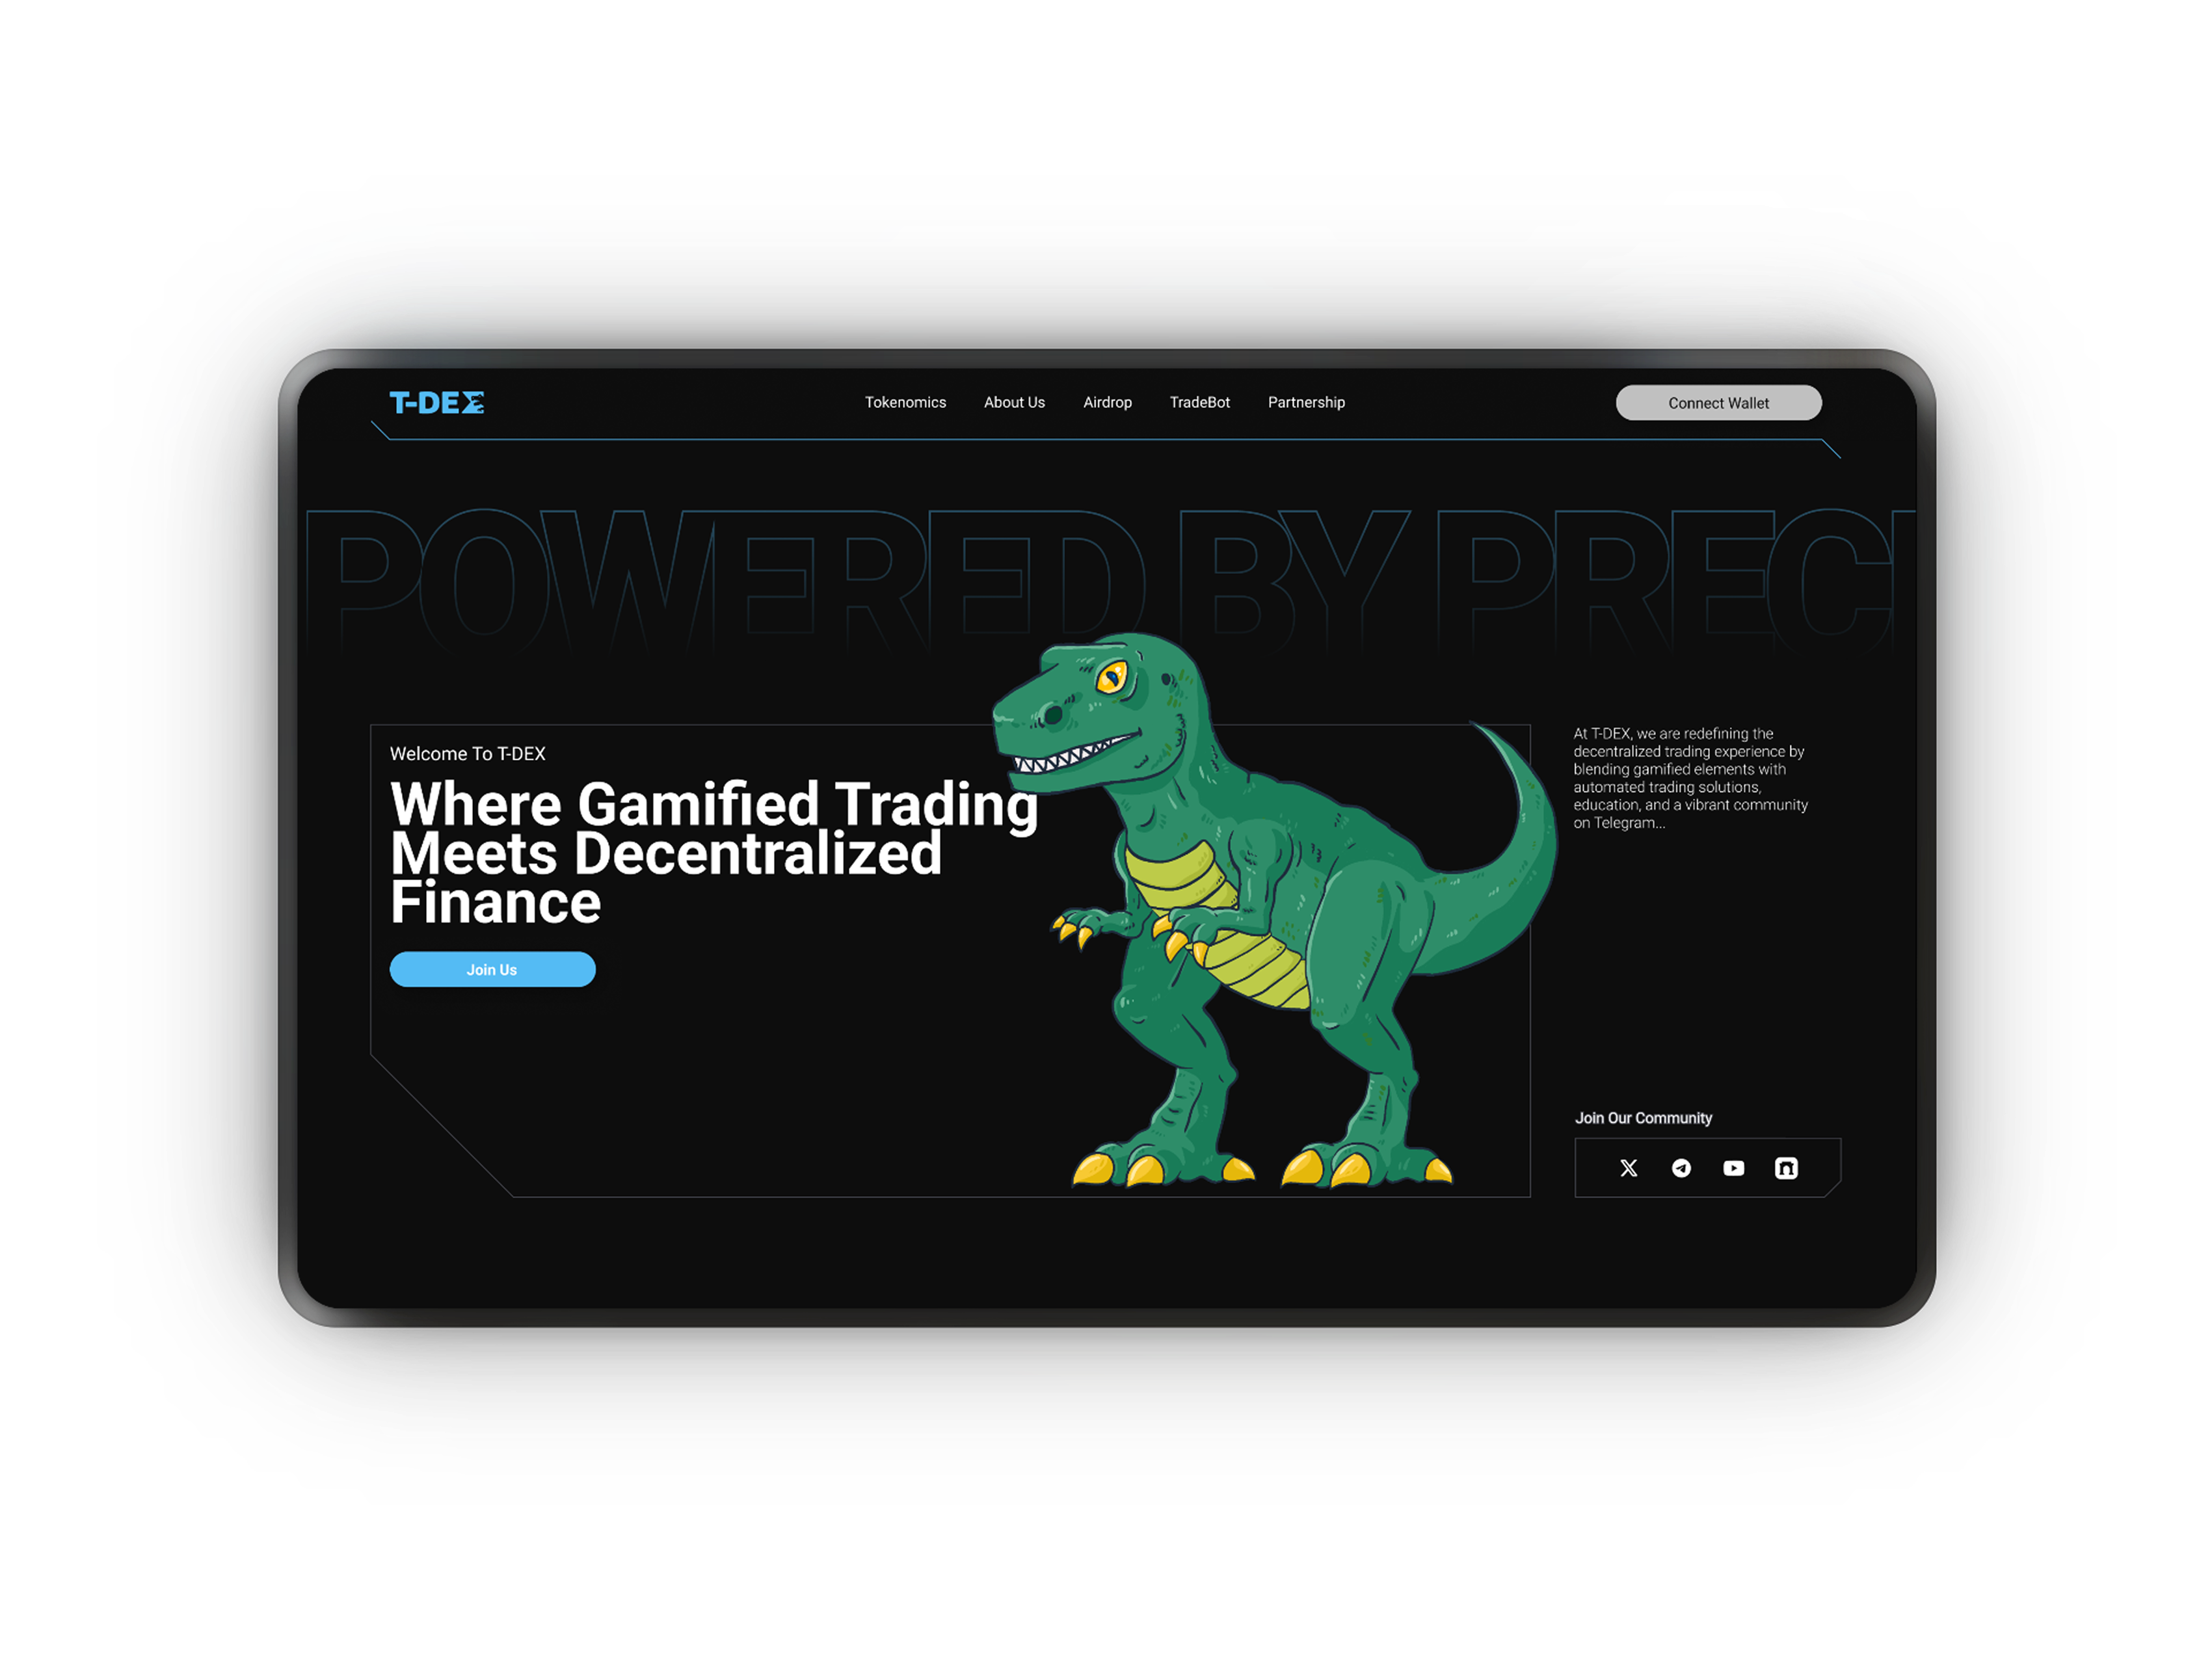 T-DEX
Tokenomics
About Us
Airdrop
TradeBot
Partnership
Connect Wallet
POWERED BY PREC
Welcome To T-DEX
Where Gamified Trading
Meets Decentralized
Finance
Join Us
At T-DEX, we are redefining the
decentralized trading experience by
blending gamified elements with
automated trading solutions,
education, and a vibrant community
on Telegram...
Join Our Community